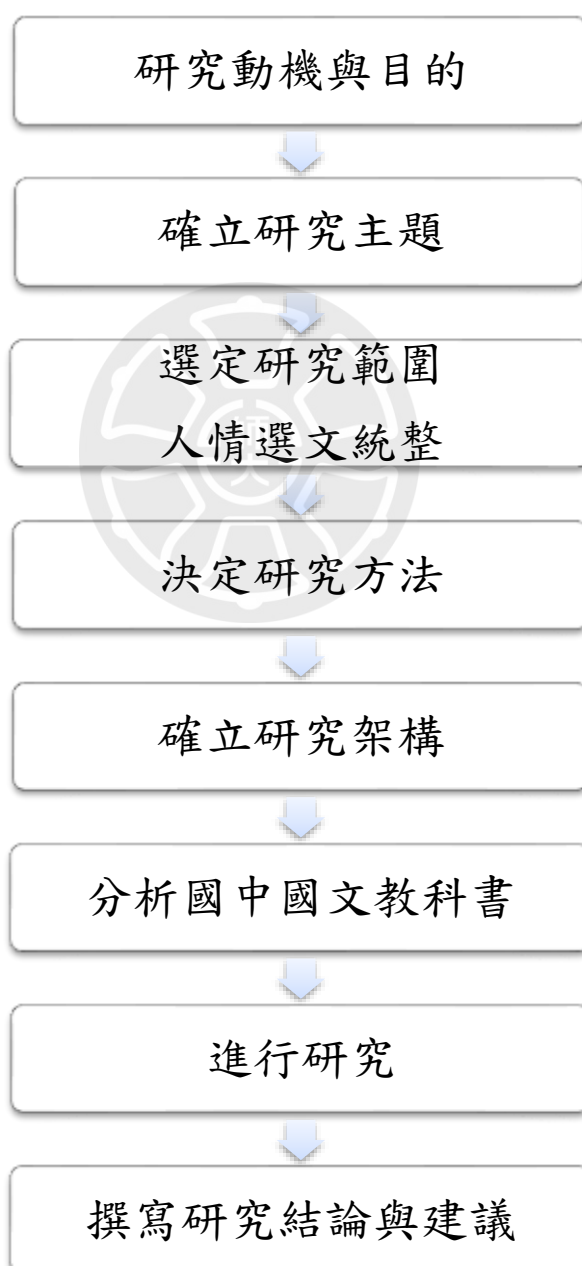 研究動機與目的
確立研究主題
選定研究範圍
人情選文統整
決定研究方法
確立研究架構
分析國中國文教科書
進行研究
撰寫研究結論與建議